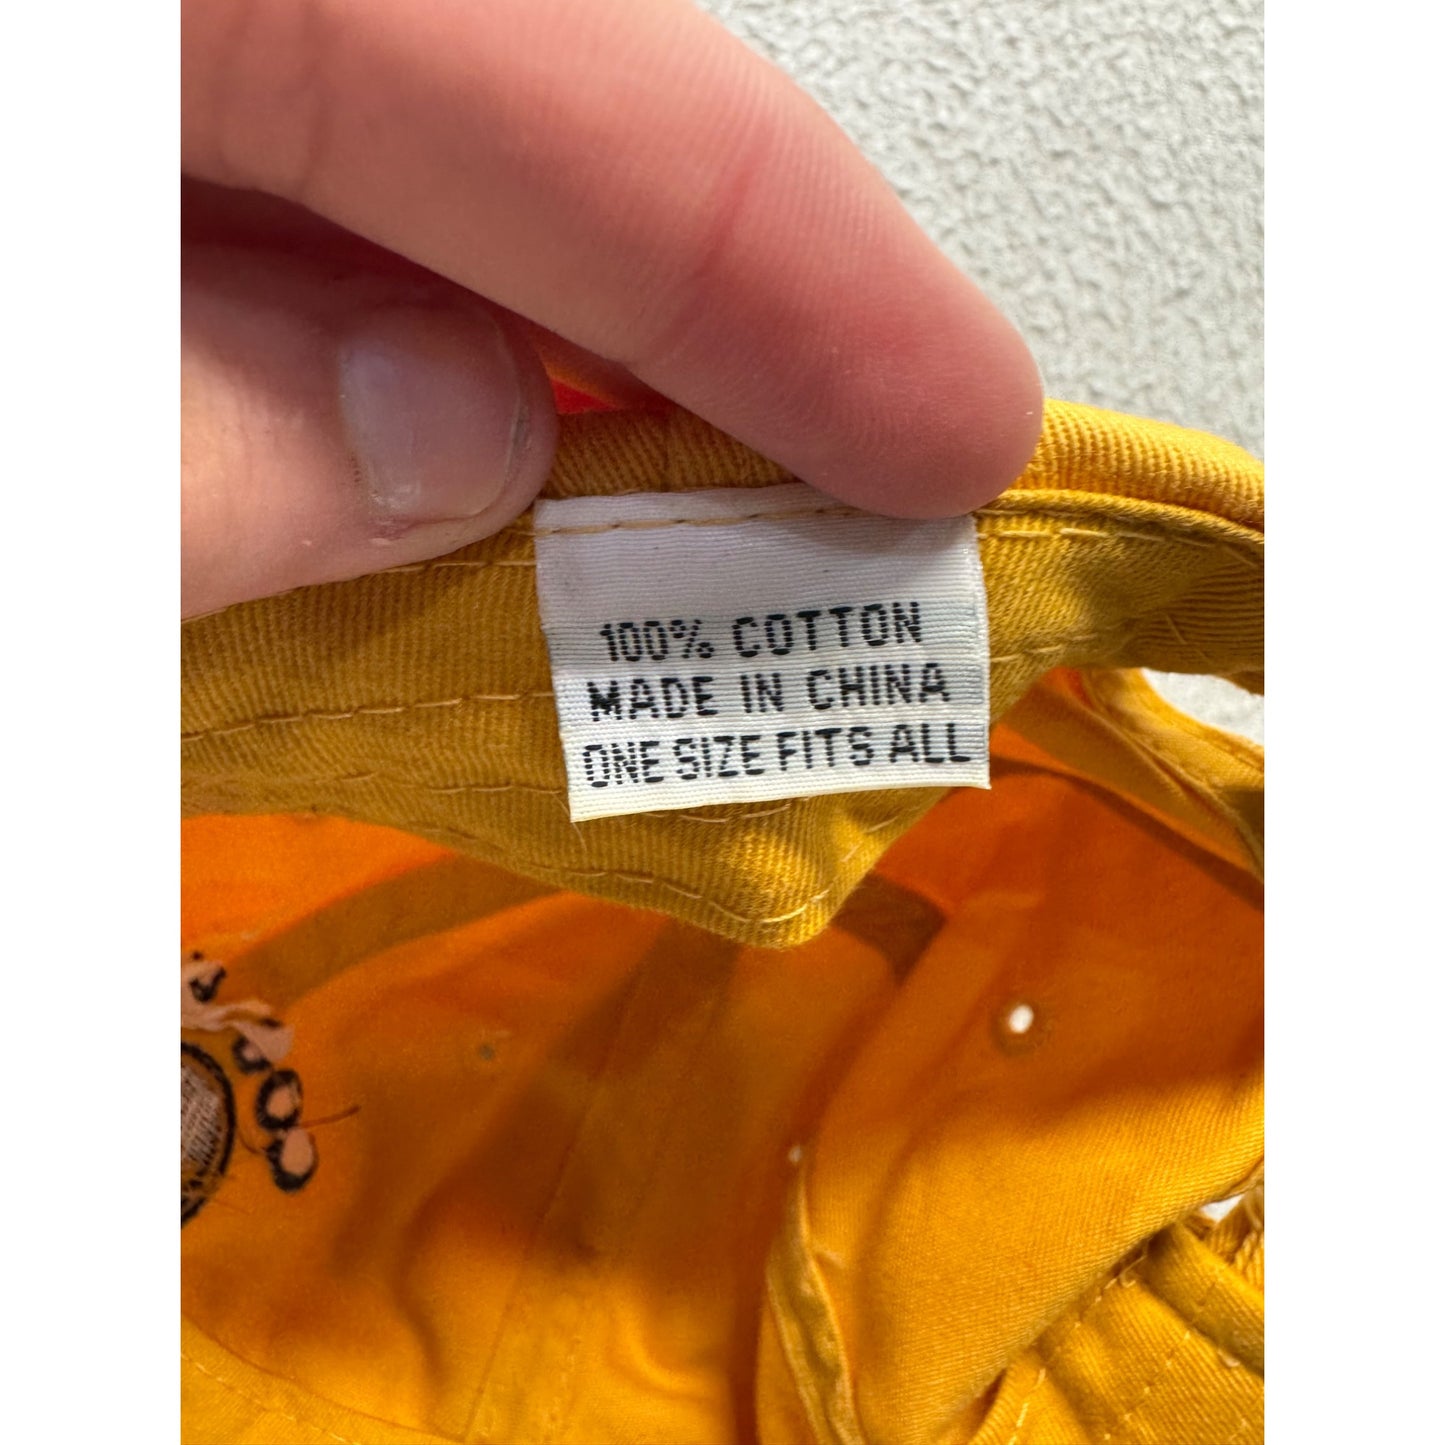 100% COTTON
MADE IN CHINA
ONE SIZE FITS ALL